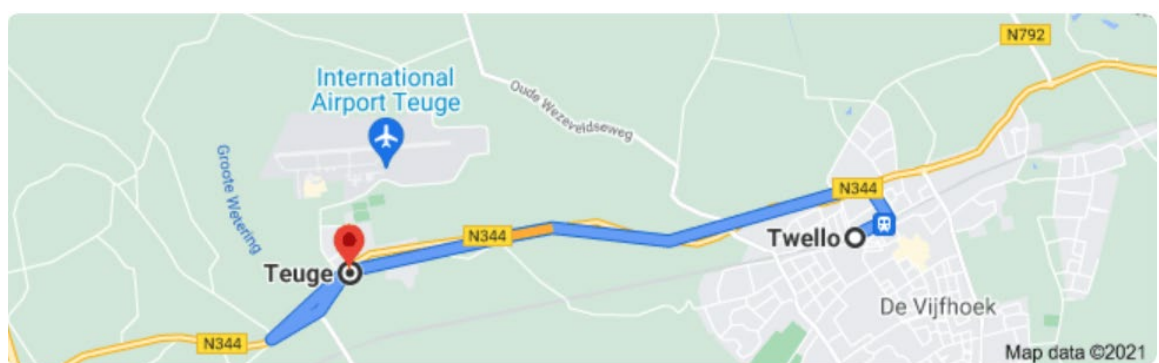 N792
International
Airport Teuge
Oude Wezeveldseweg
Groote Wetering
N344
N344
Twello
Teuge
De Vijfhoek
N344
Map data ©2021